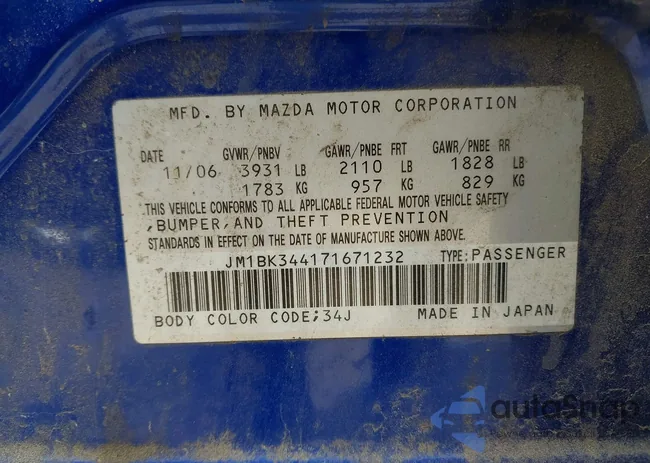 MFD. BY MAZDA MOTOR CORPORATION
DATE GVWR/PNBV GAWR/PNBE FRT GAWR/PNBE RR
11/06 3931 LB 2110 LB 1828 LB
1783 KG 957 KG 829 KG
THIS VEHICLE CONFORMS TO ALL APPLICABLE FEDERAL MOTOR VEHICLE SAFETY
,BUMPER,AND THEFT PREVENTION
STANDARDS IN EFFECT ON THE DATE OF MANUFACTURE SHOWN ABOVE.
JM1BK344171671232 TYPE:PASSENGER
BODY COLOR CODE;34J MADE IN JAPAN
autoSnap